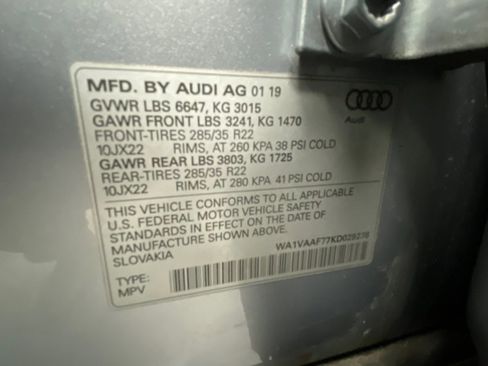 MFD. BY AUDI AG 01 19
GVWR LBS 6647, KG 3015
GAWR FRONT LBS 3241, KG 1470
FRONT-TIRES 285/35 R22
10JX22 RIMS, AT 260 KPA 38 PSI COLD
GAWR REAR LBS 3803, KG 1725
REAR-TIRES 285/35 R22
10JX22 RIMS, AT 280 KPA 41 PSI COLD
Audi
THIS VEHICLE CONFORMS TO ALL APPLICABLE
U.S. FEDERAL MOTOR VEHICLE SAFETY
STANDARDS IN EFFECT ON THE DATE OF
MANUFACTURE SHOWN ABOVE.
SLOVAKIA
TYPE:
MPV